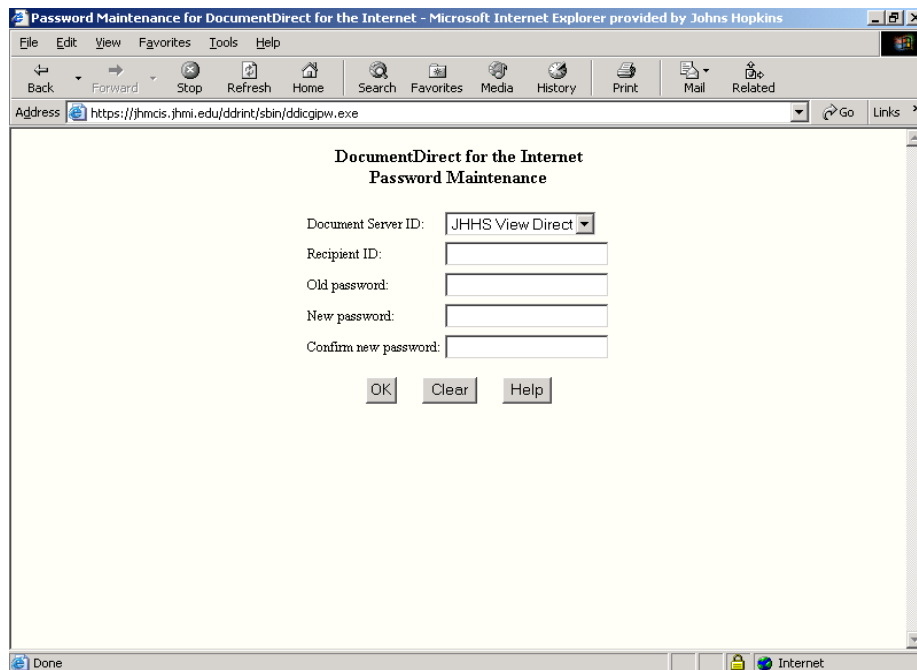 Password Maintenance for DocumentDirect for the Internet - Microsoft Internet Explorer provided by Johns Hopkins
File Edit View Favorites Tools Help
Back Forward Stop Refresh Home Search Favorites Media History Print Mail Related
Address https://jhmcis.jhmi.edu/ddrint/sbin/ddicgipw.exe Go Links »
DocumentDirect for the Internet
Password Maintenance
Document Server ID: JHHS View Direct
Recipient ID:
Old password:
New password:
Confirm new password:
OK Clear Help
Done Internet